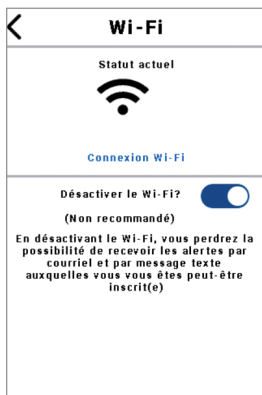 Wi-Fi
Statut actuel
Connexion Wi-Fi
Désactiver le Wi-Fi?
(Non recommandé)
En désactivant le Wi-Fi, vous perdrez la
possibilité de recevoir les alertes par
courriel et par message texte
auxquelles vous vous êtes peut-être
inscrit(e)